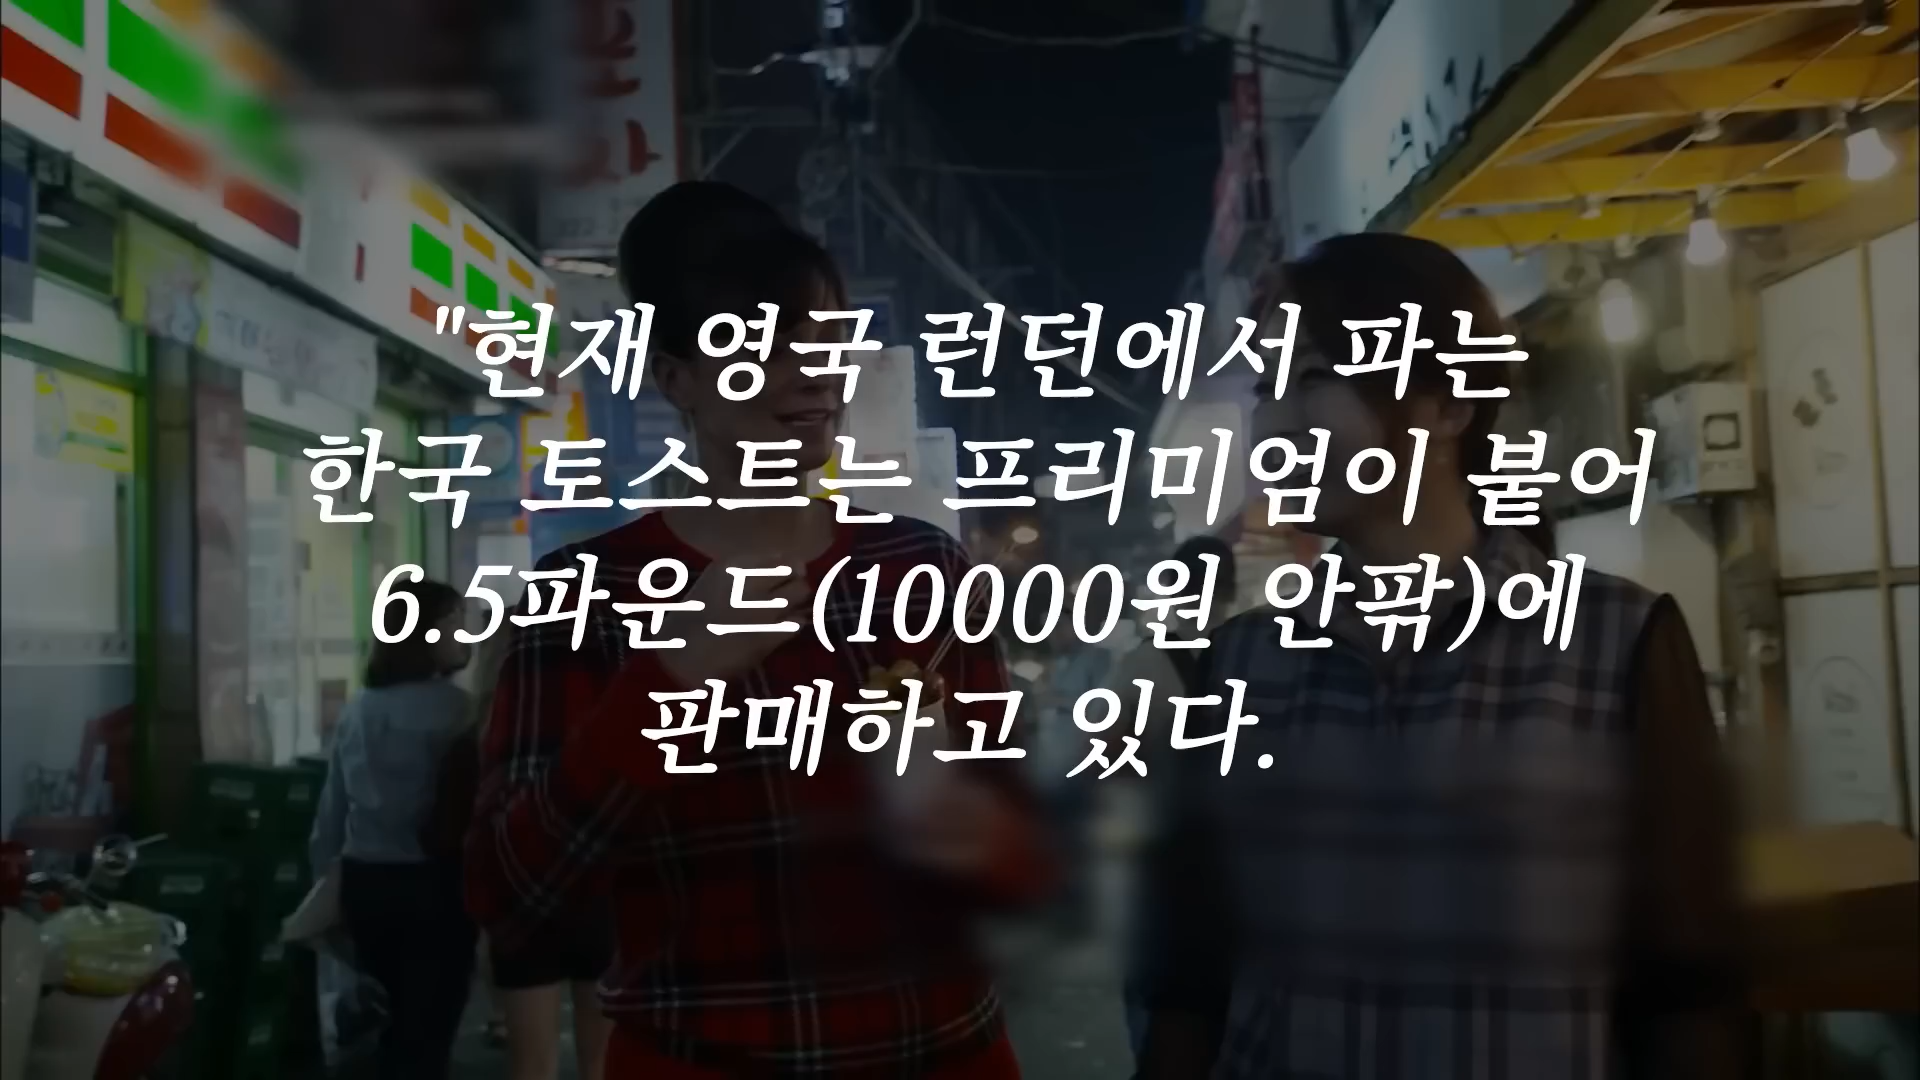 "현재 영국 런던에서 파는
한국 토스트는 프리미엄이 붙어
6.5파운드(10000원 안팎)에
판매하고 있다.